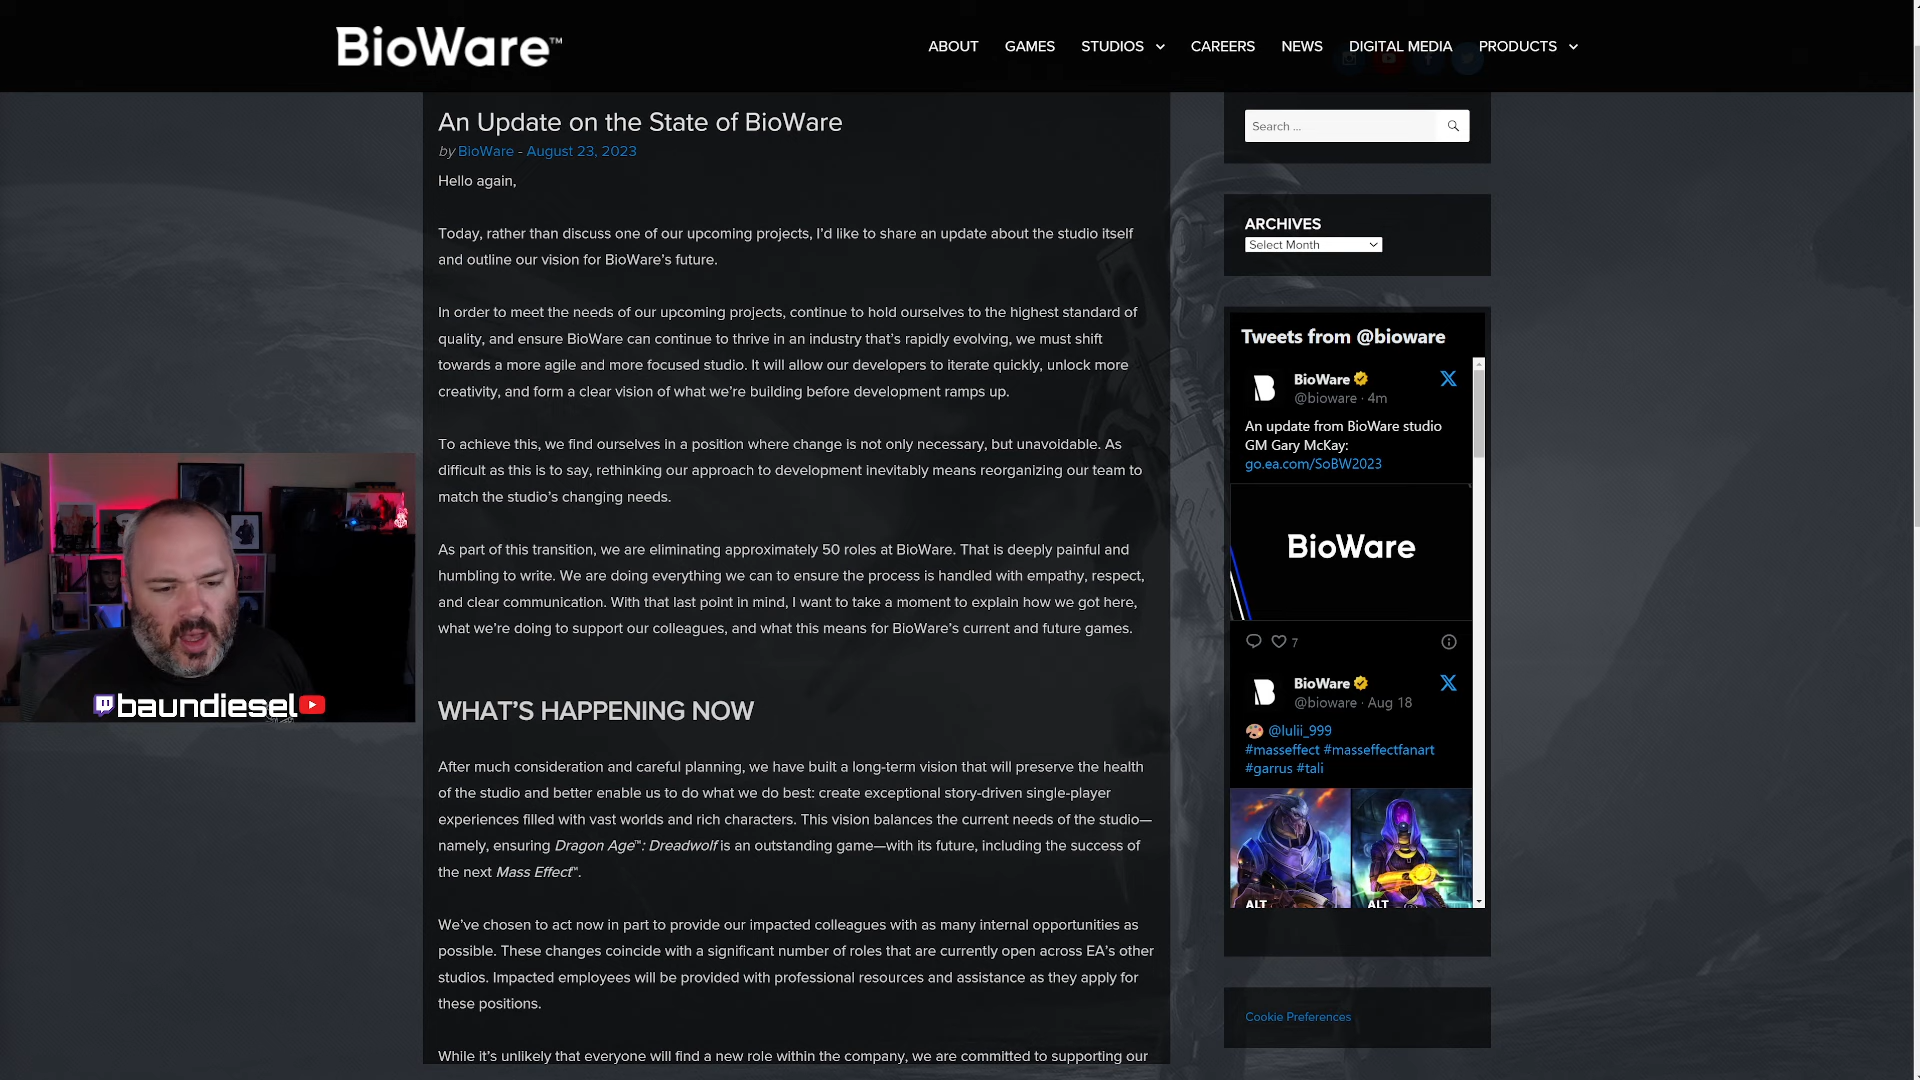 BioWare™
ABOUT
GAMES
STUDIOS
CAREERS
NEWS
DIGITAL MEDIA
PRODUCTS
An Update on the State of BioWare
by BioWare - August 23, 2023
Hello again,
Today, rather than discuss one of our upcoming projects, I’d like to share an update about the studio itself
and outline our vision for BioWare’s future.
In order to meet the needs of our upcoming projects, continue to hold ourselves to the highest standard of
quality, and ensure BioWare can continue to thrive in an industry that’s rapidly evolving, we must shift
towards a more agile and more focused studio. It will allow our developers to iterate quickly, unlock more
creativity, and form a clear vision of what we’re building before development ramps up.
To achieve this, we find ourselves in a position where change is not only necessary, but unavoidable. As
difficult as this is to say, rethinking our approach to development inevitably means reorganizing our team to
match the studio’s changing needs.
As part of this transition, we are eliminating approximately 50 roles at BioWare. That is deeply painful and
humbling to write. We are doing everything we can to ensure the process is handled with empathy, respect,
and clear communication. With that last point in mind, I want to take a moment to explain how we got here,
what we’re doing to support our colleagues, and what this means for BioWare’s current and future games.
WHAT’S HAPPENING NOW
After much consideration and careful planning, we have built a long-term vision that will preserve the health
of the studio and better enable us to do what we do best: create exceptional story-driven single-player
experiences filled with vast worlds and rich characters. This vision balances the current needs of the studio—
namely, ensuring Dragon Age™: Dreadwolf is an outstanding game—with its future, including the success of
the next Mass Effect™.
We’ve chosen to act now in part to provide our impacted colleagues with as many internal opportunities as
possible. These changes coincide with a significant number of roles that are currently open across EA’s other
studios. Impacted employees will be provided with professional resources and assistance as they apply for
these positions.
While it’s unlikely that everyone will find a new role within the company, we are committed to supporting our
Search ...
ARCHIVES
Select Month
Tweets from @bioware
BioWare
@bioware · 4m
An update from BioWare studio
GM Gary McKay:
go.ea.com/SoBW2023
BioWare
7
BioWare
@bioware · Aug 18
@lulii_999
#masseffect #masseffectfanart
#garrus #tali
ALT
ALT
Cookie Preferences
baundiesel